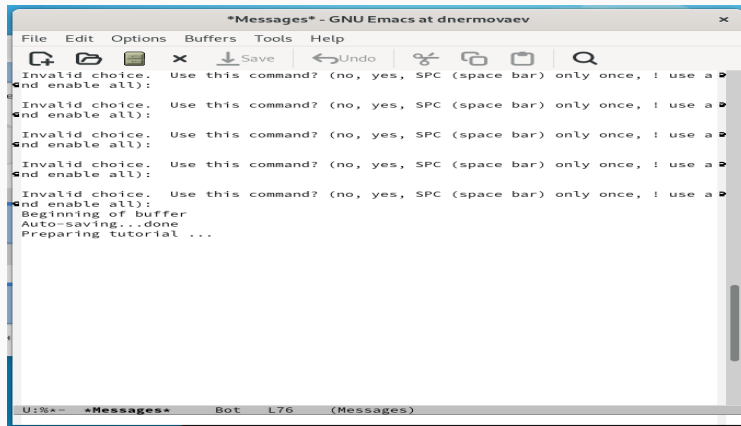 *Messages* - GNU Emacs at dnermovaev
File Edit Options Buffers Tools Help
Save Undo
Invalid choice.  Use this command? (no, yes, SPC (space bar) only once, ! use a
nd enable all):
Invalid choice.  Use this command? (no, yes, SPC (space bar) only once, ! use a
nd enable all):
Invalid choice.  Use this command? (no, yes, SPC (space bar) only once, ! use a
nd enable all):
Invalid choice.  Use this command? (no, yes, SPC (space bar) only once, ! use a
nd enable all):
Invalid choice.  Use this command? (no, yes, SPC (space bar) only once, ! use a
nd enable all):
Beginning of buffer
Auto-saving...done
Preparing tutorial ...
U:%*-  *Messages*      Bot   L76    (Messages)